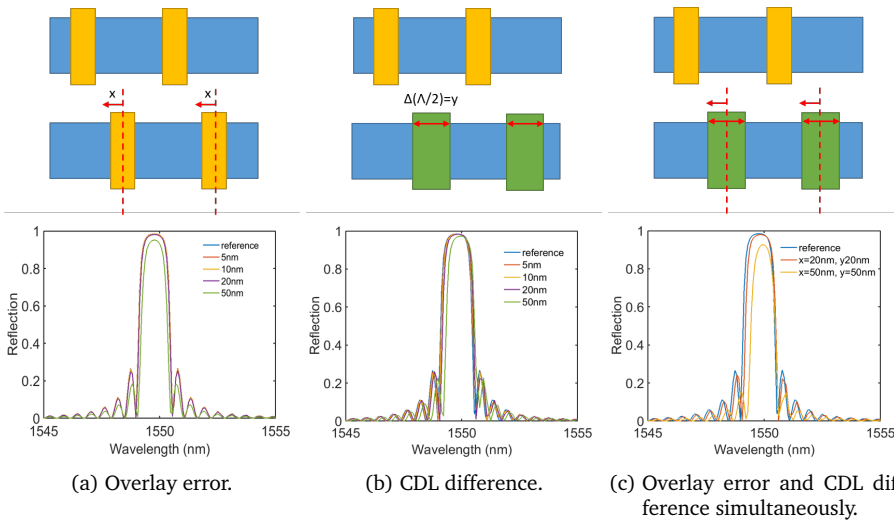 x
x
Δ(Λ/2)=y
1
0.8
0.6
0.4
0.2
0
Reflection
1545
1550
1555
Wavelength (nm)
reference
5nm
10nm
20nm
50nm
1
0.8
0.6
0.4
0.2
0
Reflection
1545
1550
1555
Wavelength (nm)
reference
5nm
10nm
20nm
50nm
1
0.8
0.6
0.4
0.2
0
Reflection
1545
1550
1555
Wavelength (nm)
reference
x=20nm, y20nm
x=50nm, y=50nm
(a) Overlay error.
(b) CDL difference.
(c) Overlay error and CDL dif
ference simultaneously.